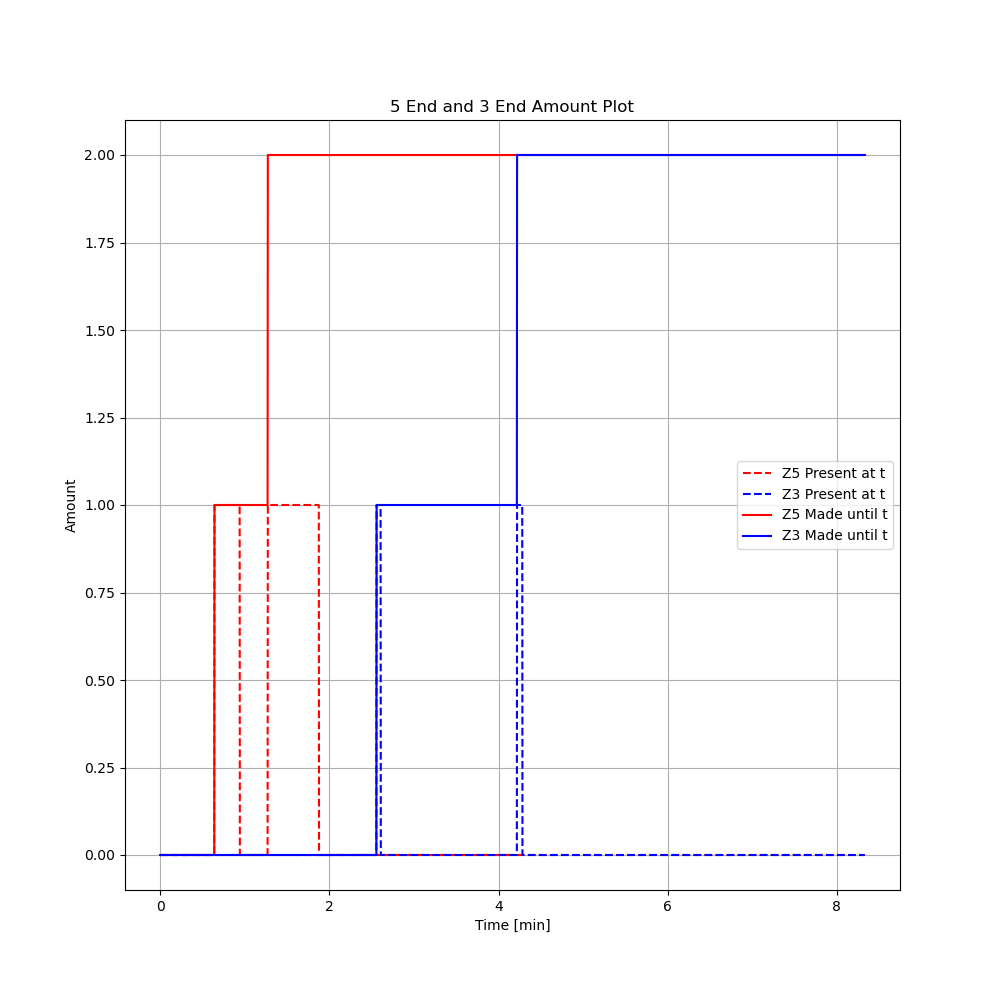 5 End and 3 End Amount Plot
2.00
1.75
1.50
1.25
1.00
0.75
0.50
0.25
0.00
Amount
Z5 Present at t
Z3 Present at t
Z5 Made until t
Z3 Made until t
0 2 4 6 8
Time [min]